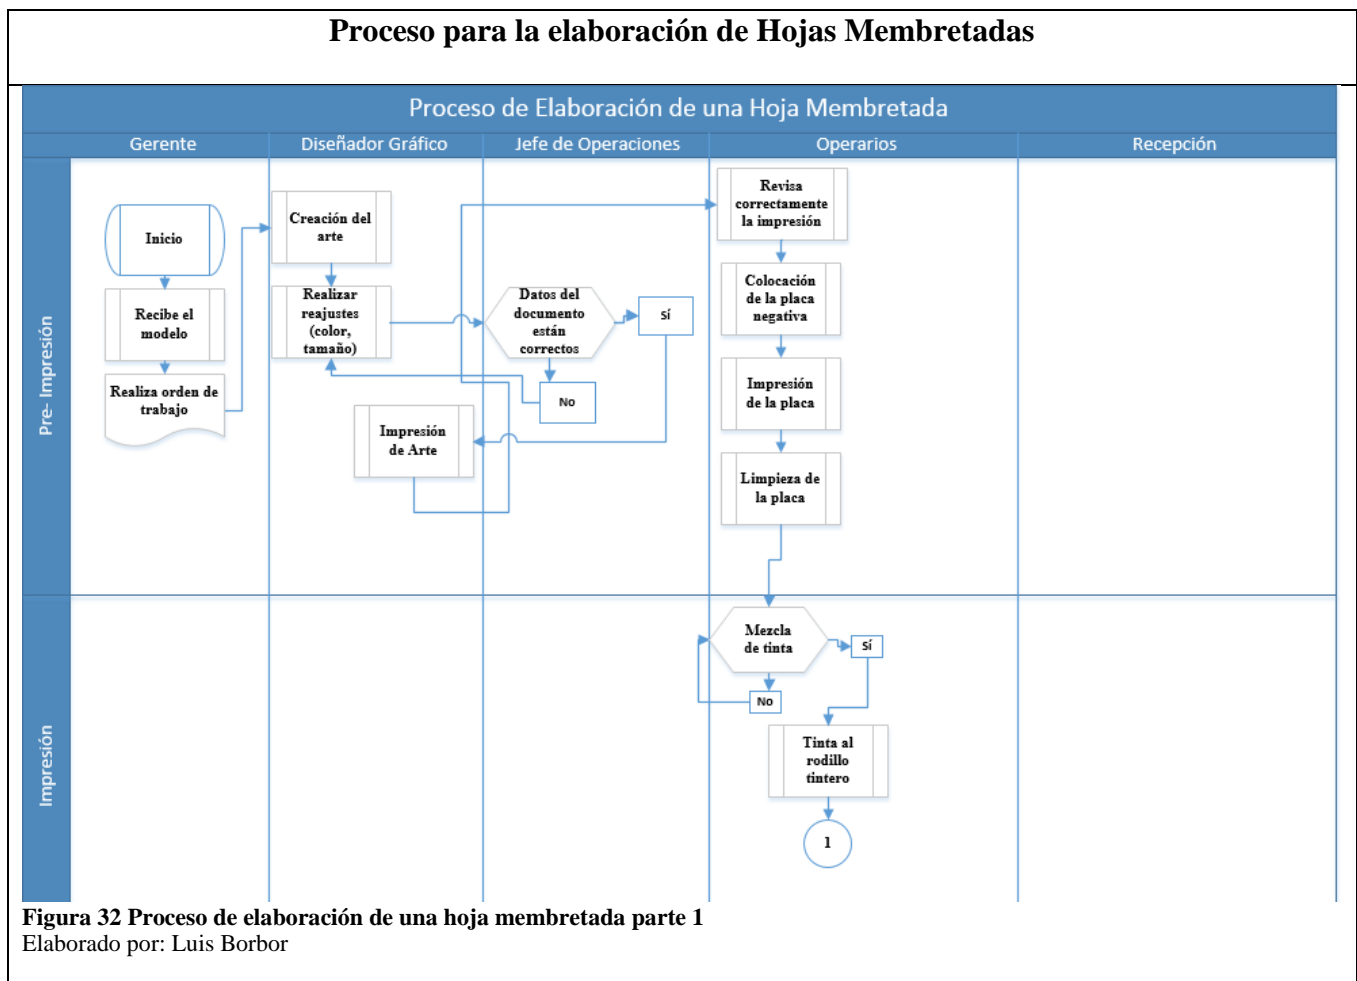 Proceso para la elaboración de Hojas Membretadas
Proceso de Elaboración de una Hoja Membretada
Gerente
Diseñador Gráfico
Jefe de Operaciones
Operarios
Recepción
Pre- Impresión
Inicio
Recibe el
modelo
Realiza orden de
trabajo
Creación del
arte
Realizar
reajustes
(color,
tamaño)
Datos del
documento
están
correctos
Sí
No
Impresión
de Arte
Revisa
correctamente
la impresión
Colocación
de la placa
negativa
Impresión
de la placa
Limpieza de
la placa
Impresión
Mezcla
de tinta
Sí
No
Tinta al
rodillo
tintero
1
Figura 32 Proceso de elaboración de una hoja membretada parte 1
Elaborado por: Luis Borbor